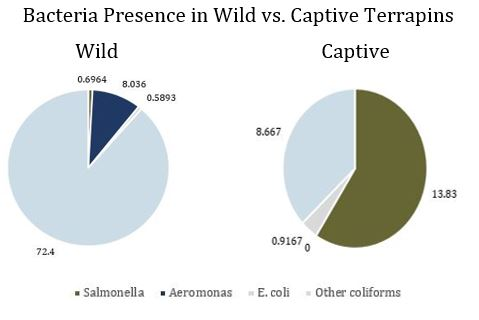 Bacteria Presence in Wild vs. Captive Terrapins
Wild
Captive
0.6964
8.036
0.5893
72.4
8.667
13.83
0.9167
0
Salmonella Aeromonas E. coli Other coliforms